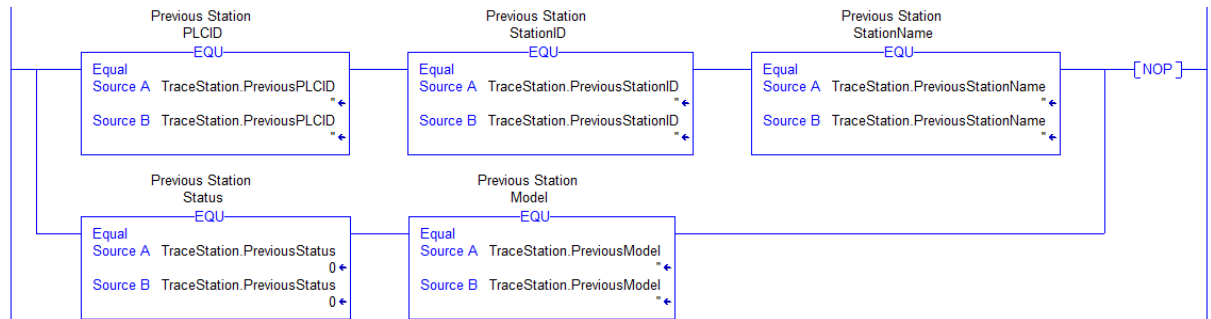 Previous Station
PLCID
EQU
Equal
Source A TraceStation.PreviousPLCID
"
Source B TraceStation.PreviousPLCID
"
Previous Station
StationID
EQU
Equal
Source A TraceStation.PreviousStationID
"
Source B TraceStation.PreviousStationID
"
Previous Station
StationName
EQU
Equal
Source A TraceStation.PreviousStationName
"
Source B TraceStation.PreviousStationName
"
NOP
Previous Station
Status
EQU
Equal
Source A TraceStation.PreviousStatus
0
Source B TraceStation.PreviousStatus
0
Previous Station
Model
EQU
Equal
Source A TraceStation.PreviousModel
"
Source B TraceStation.PreviousModel
"